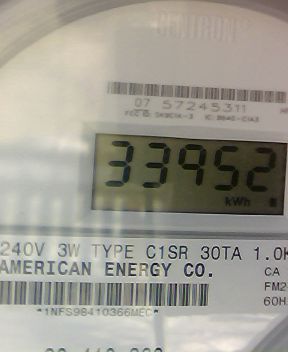 CENTRON
07 57245311
33952
kWh
240V 3W TYPE C1SR 30TA 1.0K
AMERICAN ENERGY CO.
CA
FM2
60H
*1NFS98410366MEC*